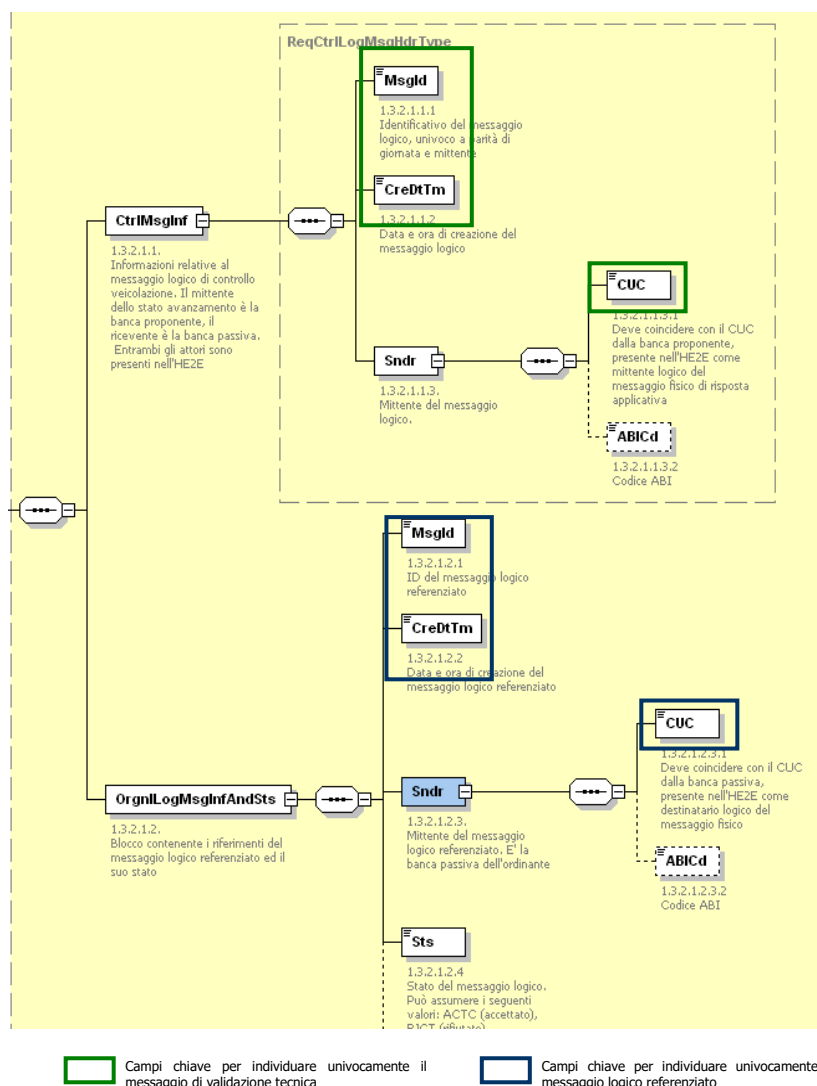 ReqCtrlLogMsgHdrType
MsgId
1.3.2.1.1.1
Identificativo del messaggio
logico, univoco a parità di
giornata e mittente
CreDtTm
1.3.2.1.1.2
Data e ora di creazione del
messaggio logico
CtrlMsgInf
1.3.2.1.1.
Informazioni relative al
messaggio logico di controllo
veicolazione. Il mittente
dello stato avanzamento è la
banca proponente, il
ricevente è la banca passiva.
Entrambi gli attori sono
presenti nell'HE2E
CUC
1.3.2.1.1.3.1
Deve coincidere con il CUC
dalla banca proponente,
presente nell'HE2E come
mittente logico del
messaggio fisico di risposta
applicativa
Sndr
1.3.2.1.1.3.
Mittente del messaggio
logico.
ABICd
1.3.2.1.1.3.2
Codice ABI
MsgId
1.3.2.1.2.1
ID del messaggio logico
referenziato
CreDtTm
1.3.2.1.2.2
Data e ora di creazione del
messaggio logico referenziato
CUC
1.3.2.1.2.3.1
Deve coincidere con il CUC
dalla banca passiva,
presente nell'HE2E come
destinatario logico del
messaggio fisico
OrgnlLogMsgInfAndSts
1.3.2.1.2.
Blocco contenente i riferimenti del
messaggio logico referenziato ed il
suo stato
Sndr
1.3.2.1.2.3.
Mittente del messaggio
logico referenziato. E' la
banca passiva dell'ordinante
ABICd
1.3.2.1.2.3.2
Codice ABI
Sts
1.3.2.1.2.4
Stato del messaggio logico.
Può assumere i seguenti
valori: ACTC (accettato),
RJCT (rifiutato)
Campi chiave per individuare univocamente il
messaggio di validazione tecnica
Campi chiave per individuare univocamente
messaggio logico referenziato